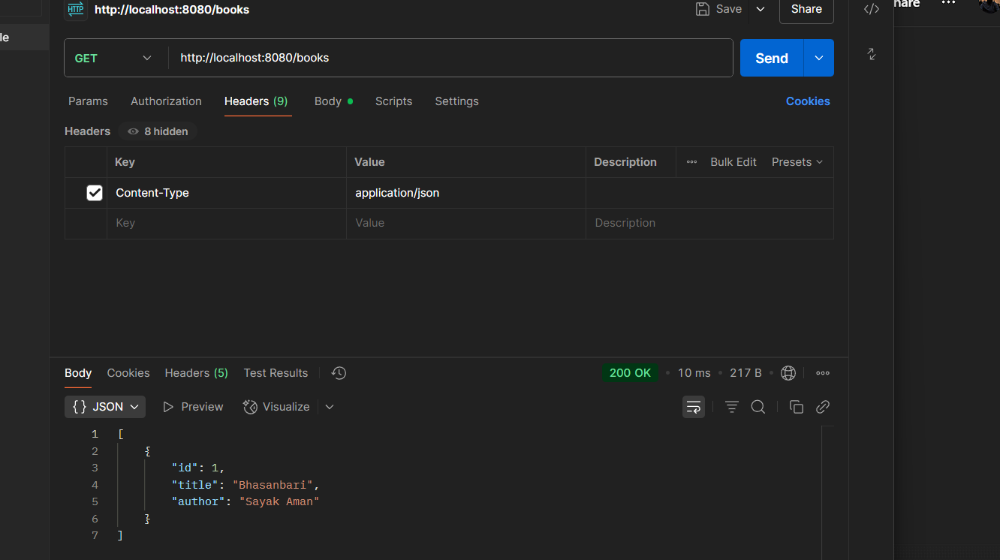 HTTP http://localhost:8080/books Save Share
hare
le
GET http://localhost:8080/books Send
Params Authorization Headers (9) Body Scripts Settings Cookies
Headers 8 hidden
Key Value Description Bulk Edit Presets
Content-Type application/json
Key Value Description
Body Cookies Headers (5) Test Results 200 OK • 10 ms • 217 B •
{} JSON Preview Visualize
1 [
2 {
3 "id": 1,
4 "title": "Bhasanbari",
5 "author": "Sayak Aman"
6 }
7 ]